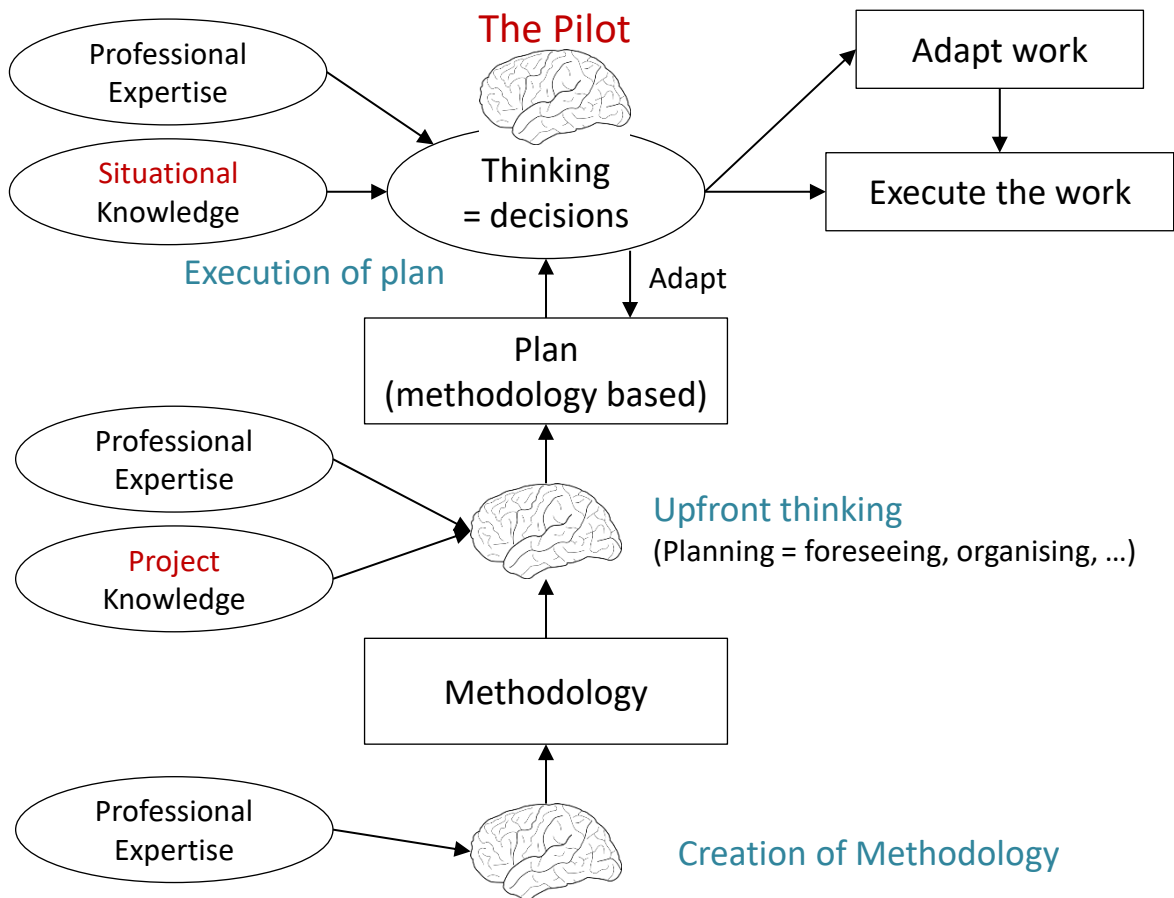 The Pilot
Professional
Expertise
Adapt work
Situational
Knowledge
Thinking
= decisions
Execute the work
Execution of plan
Adapt
Plan
(methodology based)
Professional
Expertise
Upfront thinking
(Planning = foreseeing, organising, ...)
Project
Knowledge
Methodology
Professional
Expertise
Creation of Methodology